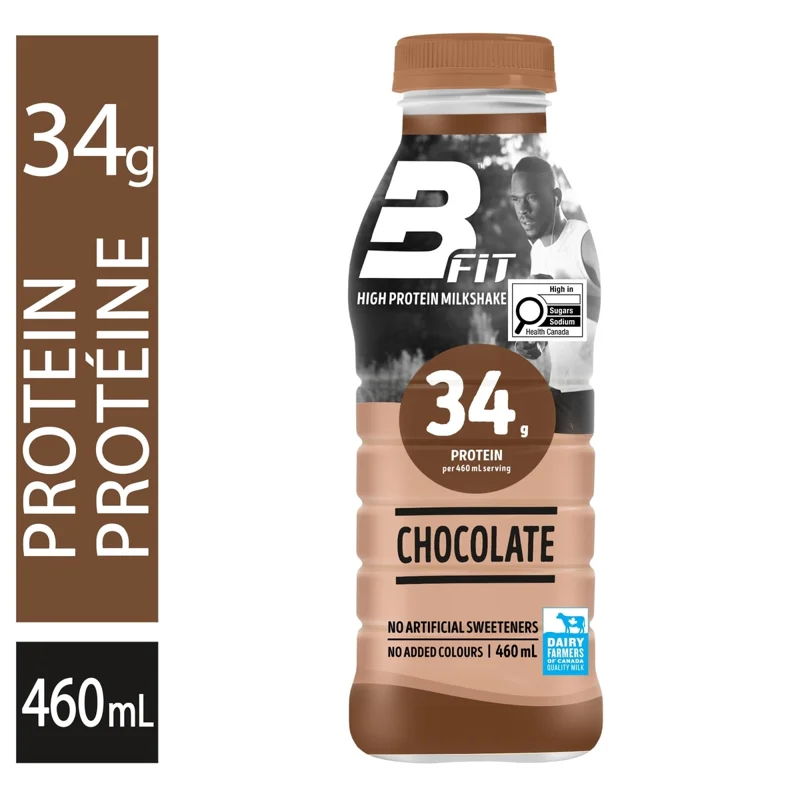 34g
PROTEIN
PROTÉINE
460mL
B™
FiT
HIGH PROTEIN MILKSHAKE
High in
Sugars
Sodium
Health Canada
34g
PROTEIN
per 460 mL serving
CHOCOLATE
NO ARTIFICIAL SWEETENERS
NO ADDED COLOURS | 460 mL
DAIRY
FARMERS
OF CANADA
QUALITY MILK